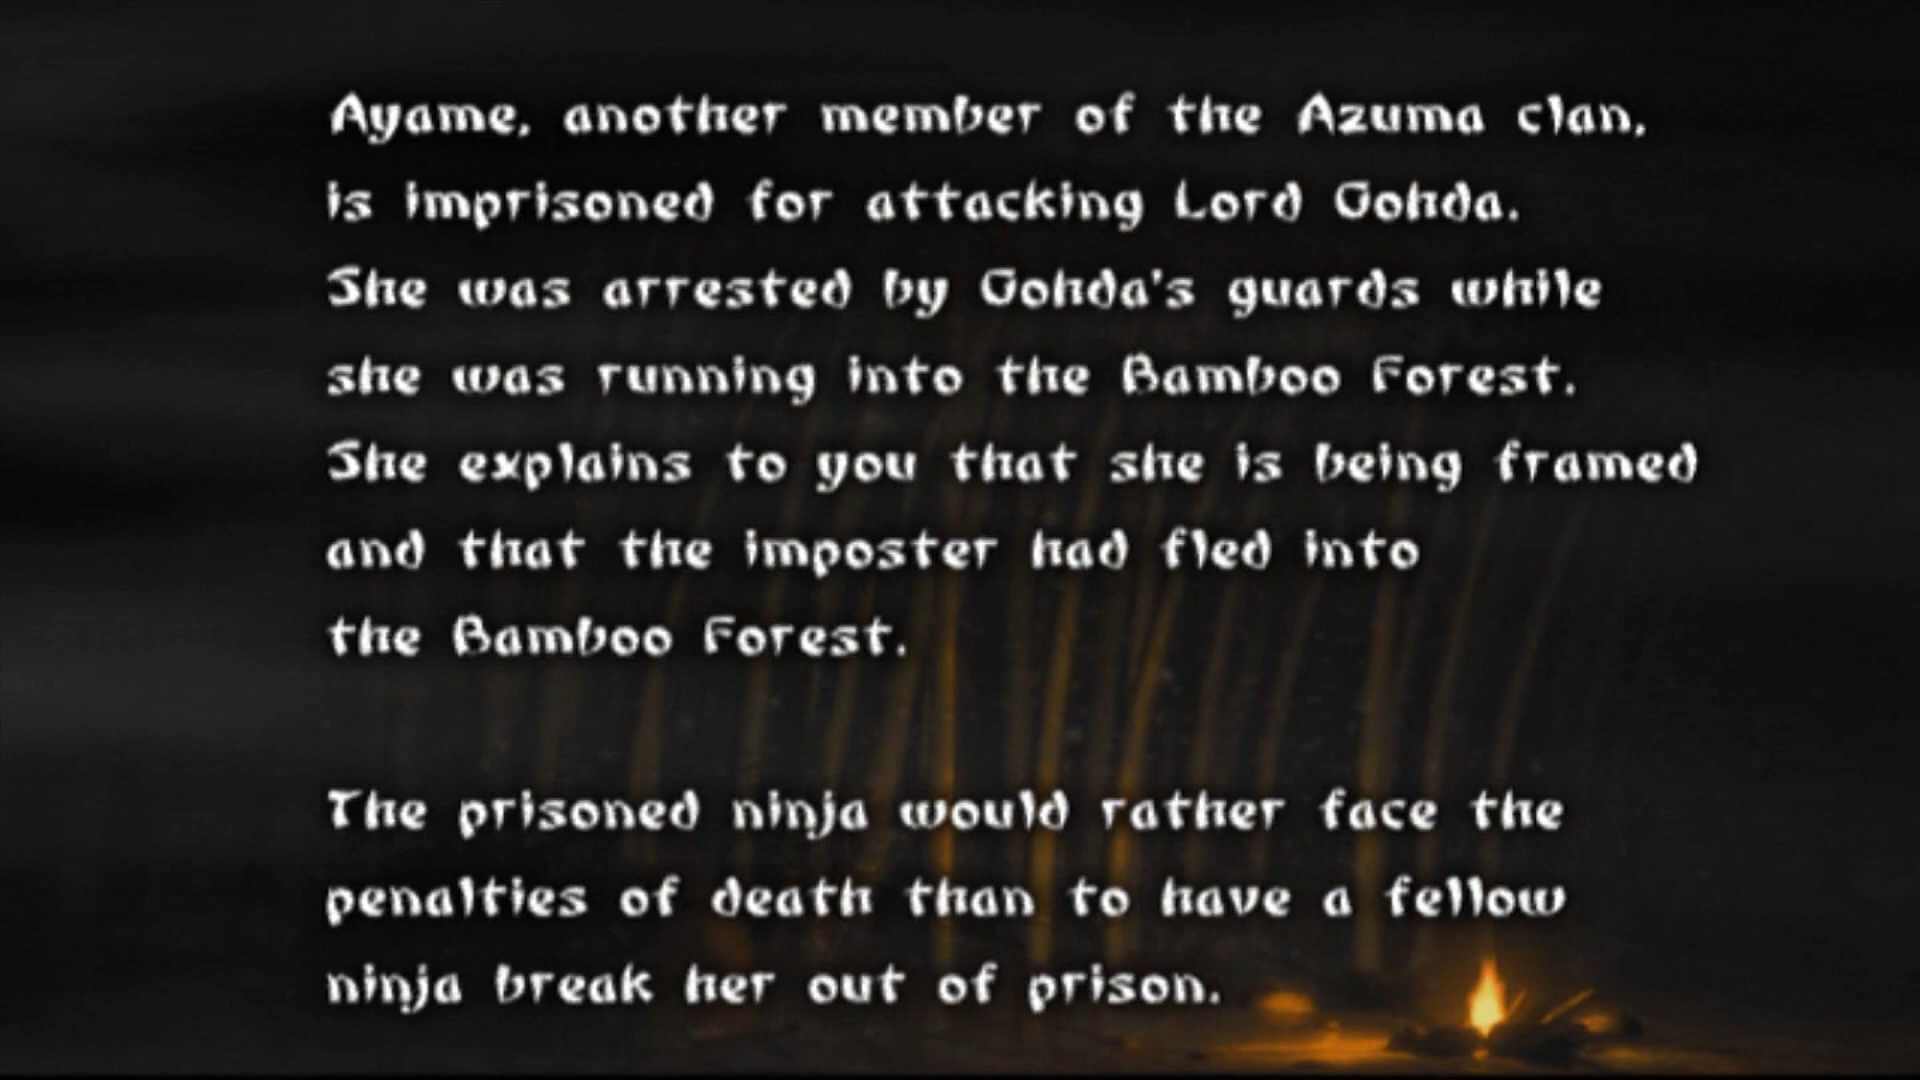 Ayame, another member of the Azuma clan,
is imprisoned for attacking Lord Gohda.
She was arrested by Gohda's guards while
she was running into the Bamboo Forest.
She explains to you that she is being framed
and that the imposter had fled into
the Bamboo Forest.
The prisoned ninja would rather face the
penalties of death than to have a fellow
ninja break her out of prison.